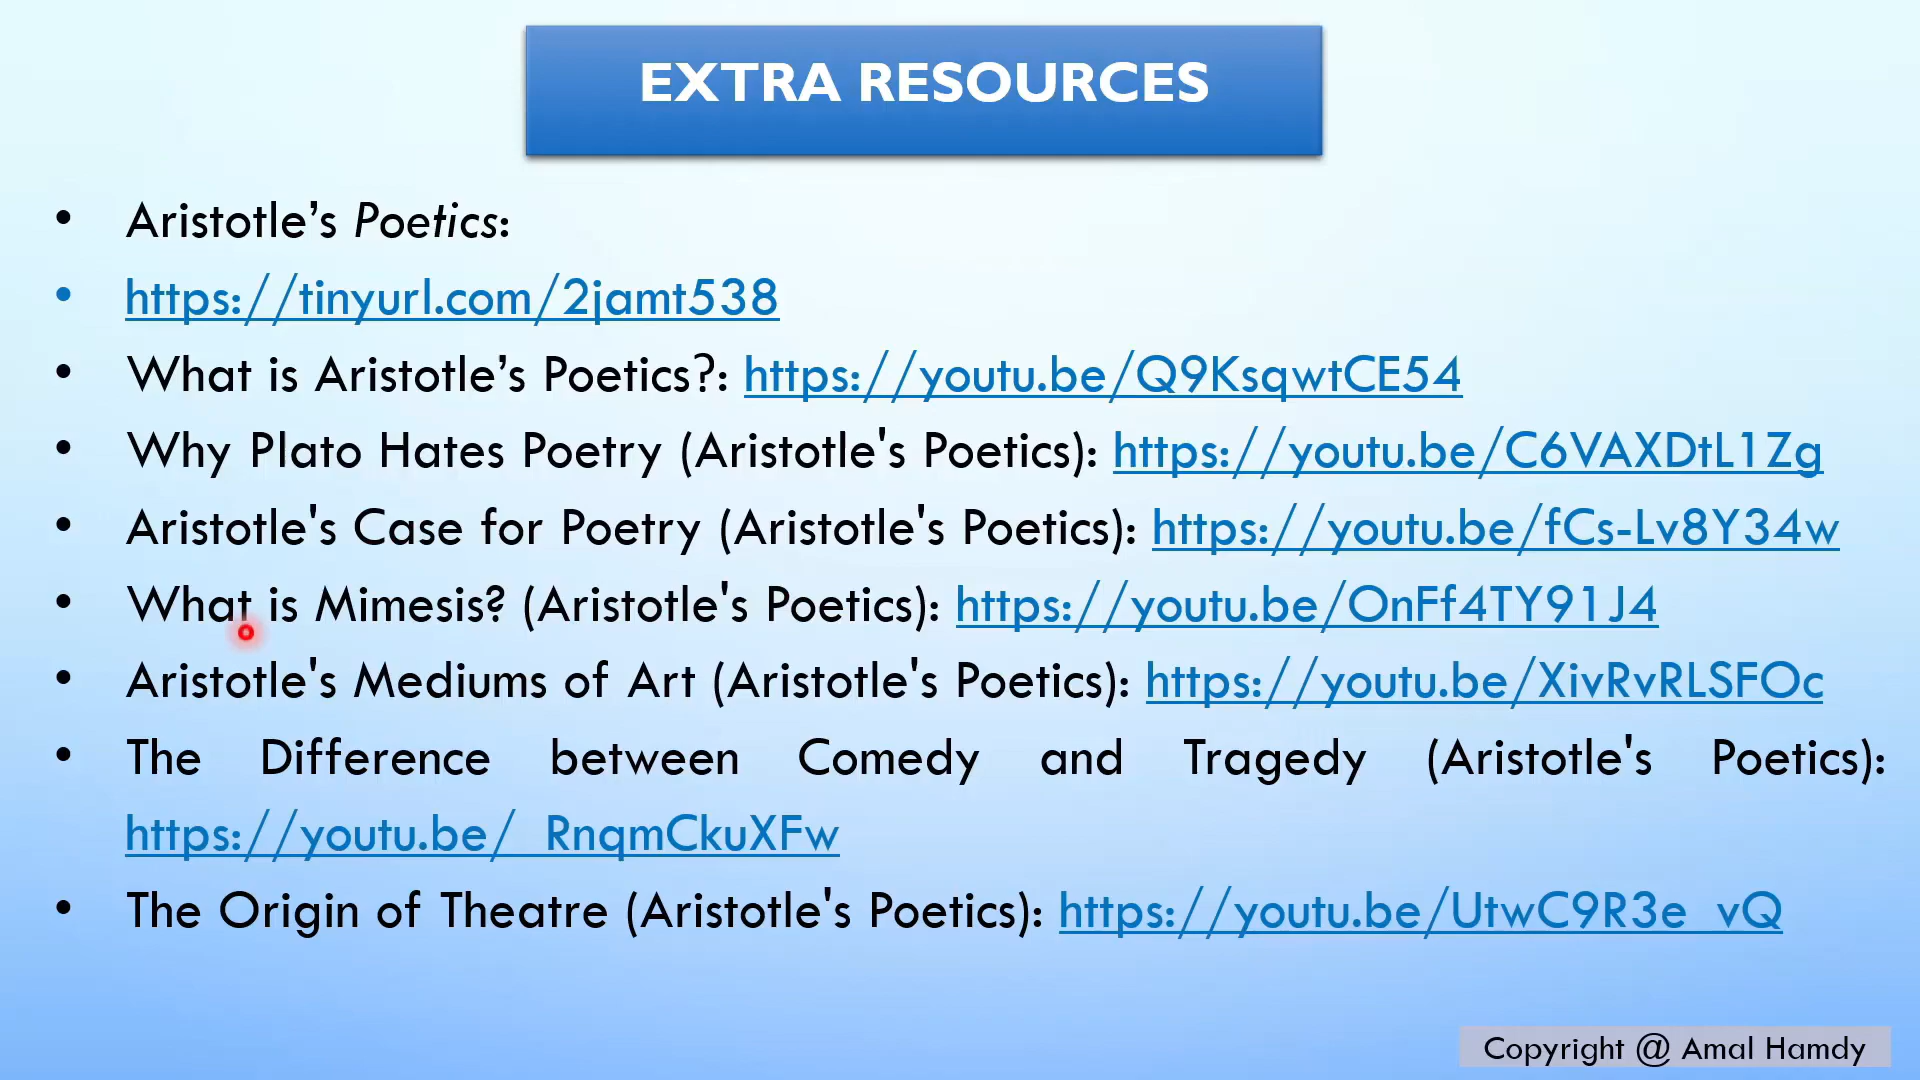 EXTRA RESOURCES
• Aristotle’s Poetics:
• https://tinyurl.com/2jamt538
• What is Aristotle’s Poetics?: https://youtu.be/Q9KsqwtCE54
• Why Plato Hates Poetry (Aristotle's Poetics): https://youtu.be/C6VAXDtL1Zg
• Aristotle's Case for Poetry (Aristotle's Poetics): https://youtu.be/fCs-Lv8Y34w
• What is Mimesis? (Aristotle's Poetics): https://youtu.be/OnFf4TY91J4
• Aristotle's Mediums of Art (Aristotle's Poetics): https://youtu.be/XivRvRLSFOc
• The Difference between Comedy and Tragedy (Aristotle's Poetics):
https://youtu.be/_RnqmCkuXFw
• The Origin of Theatre (Aristotle's Poetics): https://youtu.be/UtwC9R3e_vQ
Copyright @ Amal Hamdy